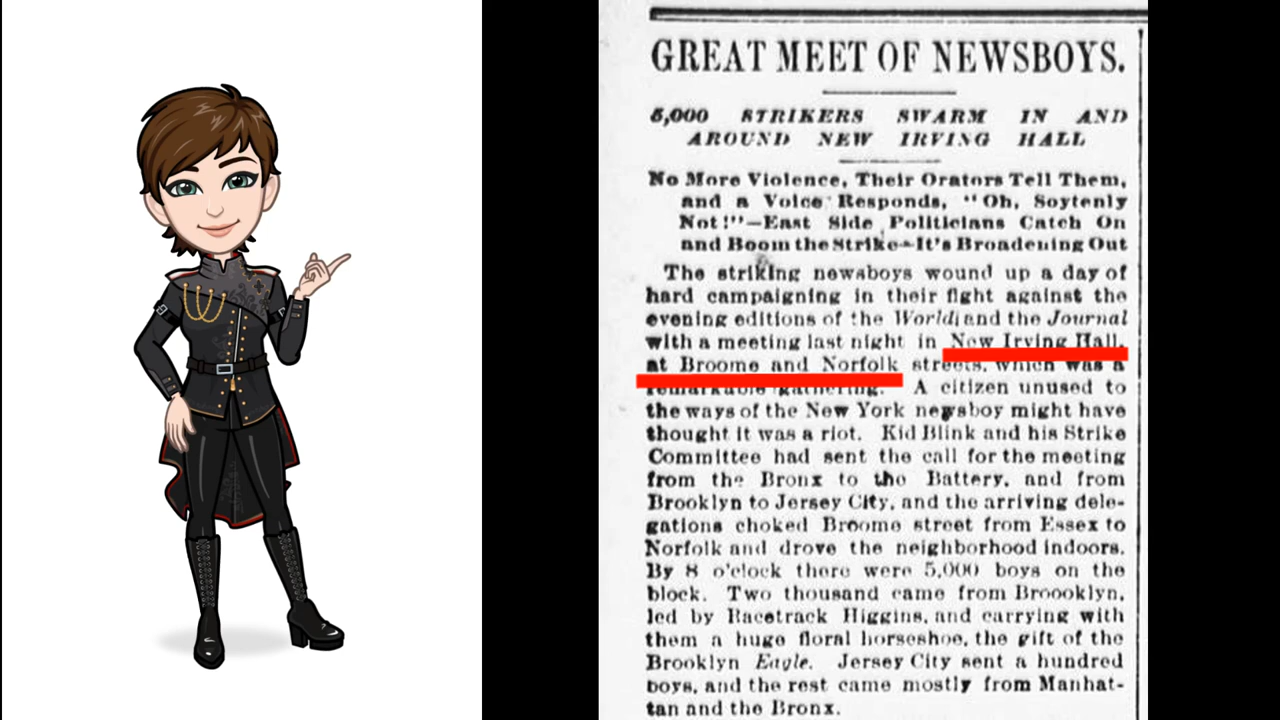 GREAT MEET OF NEWSBOYS.
5,000 STRIKERS SWARM IN AND
AROUND NEW IRVING HALL
No More Violence, Their Orators Tell Them,
and a Voice Responds, "Oh, Soytenly
Not!"—East Side Politicians Catch On
and Boom the Strike—It's Broadening Out
The striking newsboys wound up a day of
hard campaigning in their fight against the
evening editions of the World and the Journal
with a meeting last night in New Irving Hall,
at Broome and Norfolk streets, which was a
remarkable gathering. A citizen unused to
the ways of the New York newsboy might have
thought it was a riot. Kid Blink and his Strike
Committee had sent the call for the meeting
from the Bronx to the Battery, and from
Brooklyn to Jersey City, and the arriving dele-
gations choked Broome street from Essex to
Norfolk and drove the neighborhood indoors.
By 8 o'clock there were 5,000 boys on the
block. Two thousand came from Broooklyn,
led by Racetrack Higgins, and carrying with
them a huge floral horseshoe, the gift of the
Brooklyn Eagle. Jersey City sent a hundred
boys, and the rest came mostly from Manhat-
tan and the Bronx.